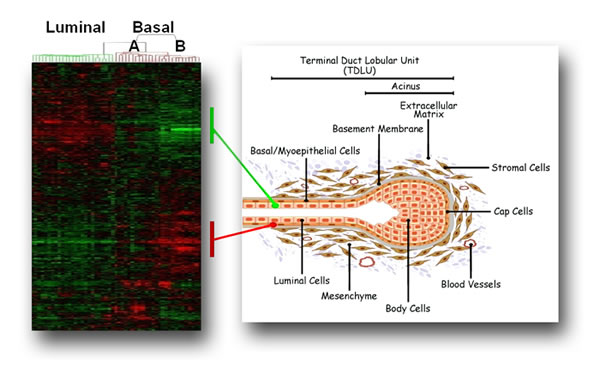 Luminal Basal
A B
Terminal Duct Lobular Unit
(TDLU)
Acinus
Extracellular
Matrix
Basement Membrane
Basal/Myoepithelial Cells
Stromal Cells
Cap Cells
Luminal Cells
Mesenchyme
Body Cells
Blood Vessels